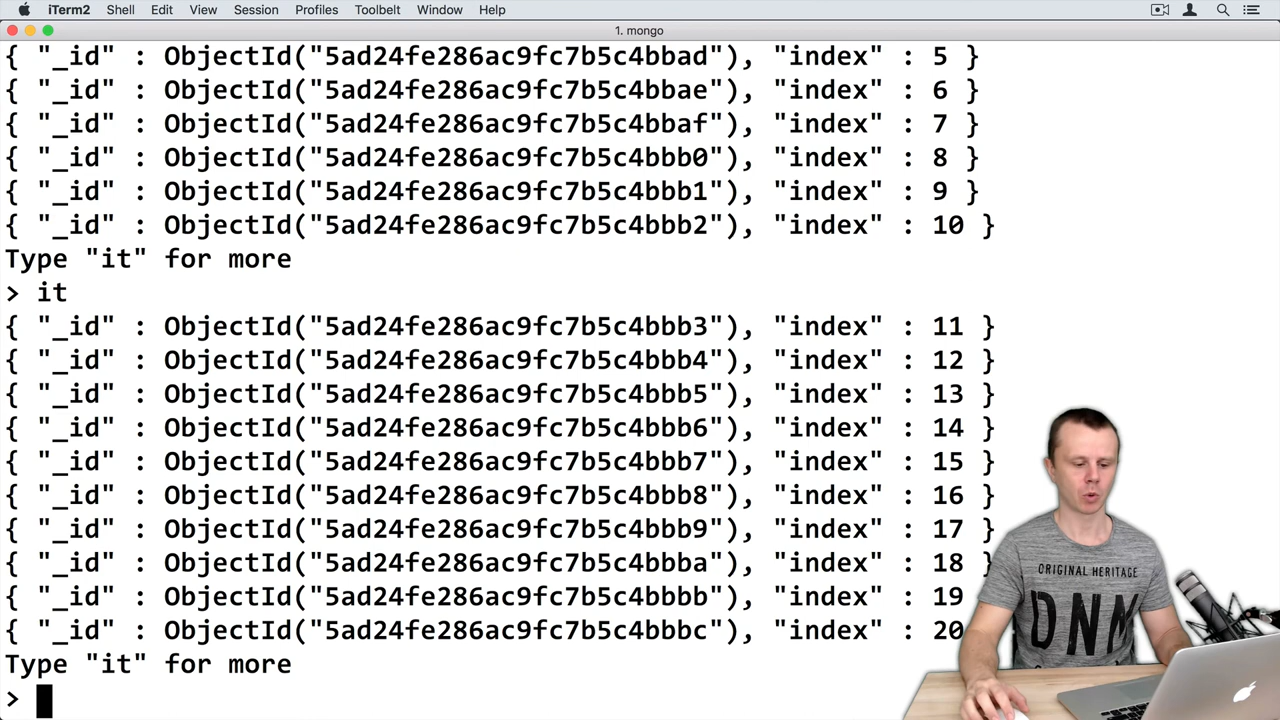 iTerm2 Shell Edit View Session Profiles Toolbelt Window Help
1. mongo
{ "_id" : ObjectId("5ad24fe286ac9fc7b5c4bbad"), "index" : 5 }
{ "_id" : ObjectId("5ad24fe286ac9fc7b5c4bbae"), "index" : 6 }
{ "_id" : ObjectId("5ad24fe286ac9fc7b5c4bbaf"), "index" : 7 }
{ "_id" : ObjectId("5ad24fe286ac9fc7b5c4bbb0"), "index" : 8 }
{ "_id" : ObjectId("5ad24fe286ac9fc7b5c4bbb1"), "index" : 9 }
{ "_id" : ObjectId("5ad24fe286ac9fc7b5c4bbb2"), "index" : 10 }
Type "it" for more
> it
{ "_id" : ObjectId("5ad24fe286ac9fc7b5c4bbb3"), "index" : 11 }
{ "_id" : ObjectId("5ad24fe286ac9fc7b5c4bbb4"), "index" : 12 }
{ "_id" : ObjectId("5ad24fe286ac9fc7b5c4bbb5"), "index" : 13 }
{ "_id" : ObjectId("5ad24fe286ac9fc7b5c4bbb6"), "index" : 14 }
{ "_id" : ObjectId("5ad24fe286ac9fc7b5c4bbb7"), "index" : 15 }
{ "_id" : ObjectId("5ad24fe286ac9fc7b5c4bbb8"), "index" : 16 }
{ "_id" : ObjectId("5ad24fe286ac9fc7b5c4bbb9"), "index" : 17 }
{ "_id" : ObjectId("5ad24fe286ac9fc7b5c4bbba"), "index" : 18 }
{ "_id" : ObjectId("5ad24fe286ac9fc7b5c4bbbb"), "index" : 19
{ "_id" : ObjectId("5ad24fe286ac9fc7b5c4bbbc"), "index" : 20
Type "it" for more
>
ORIGINAL HERITAGE
DNM